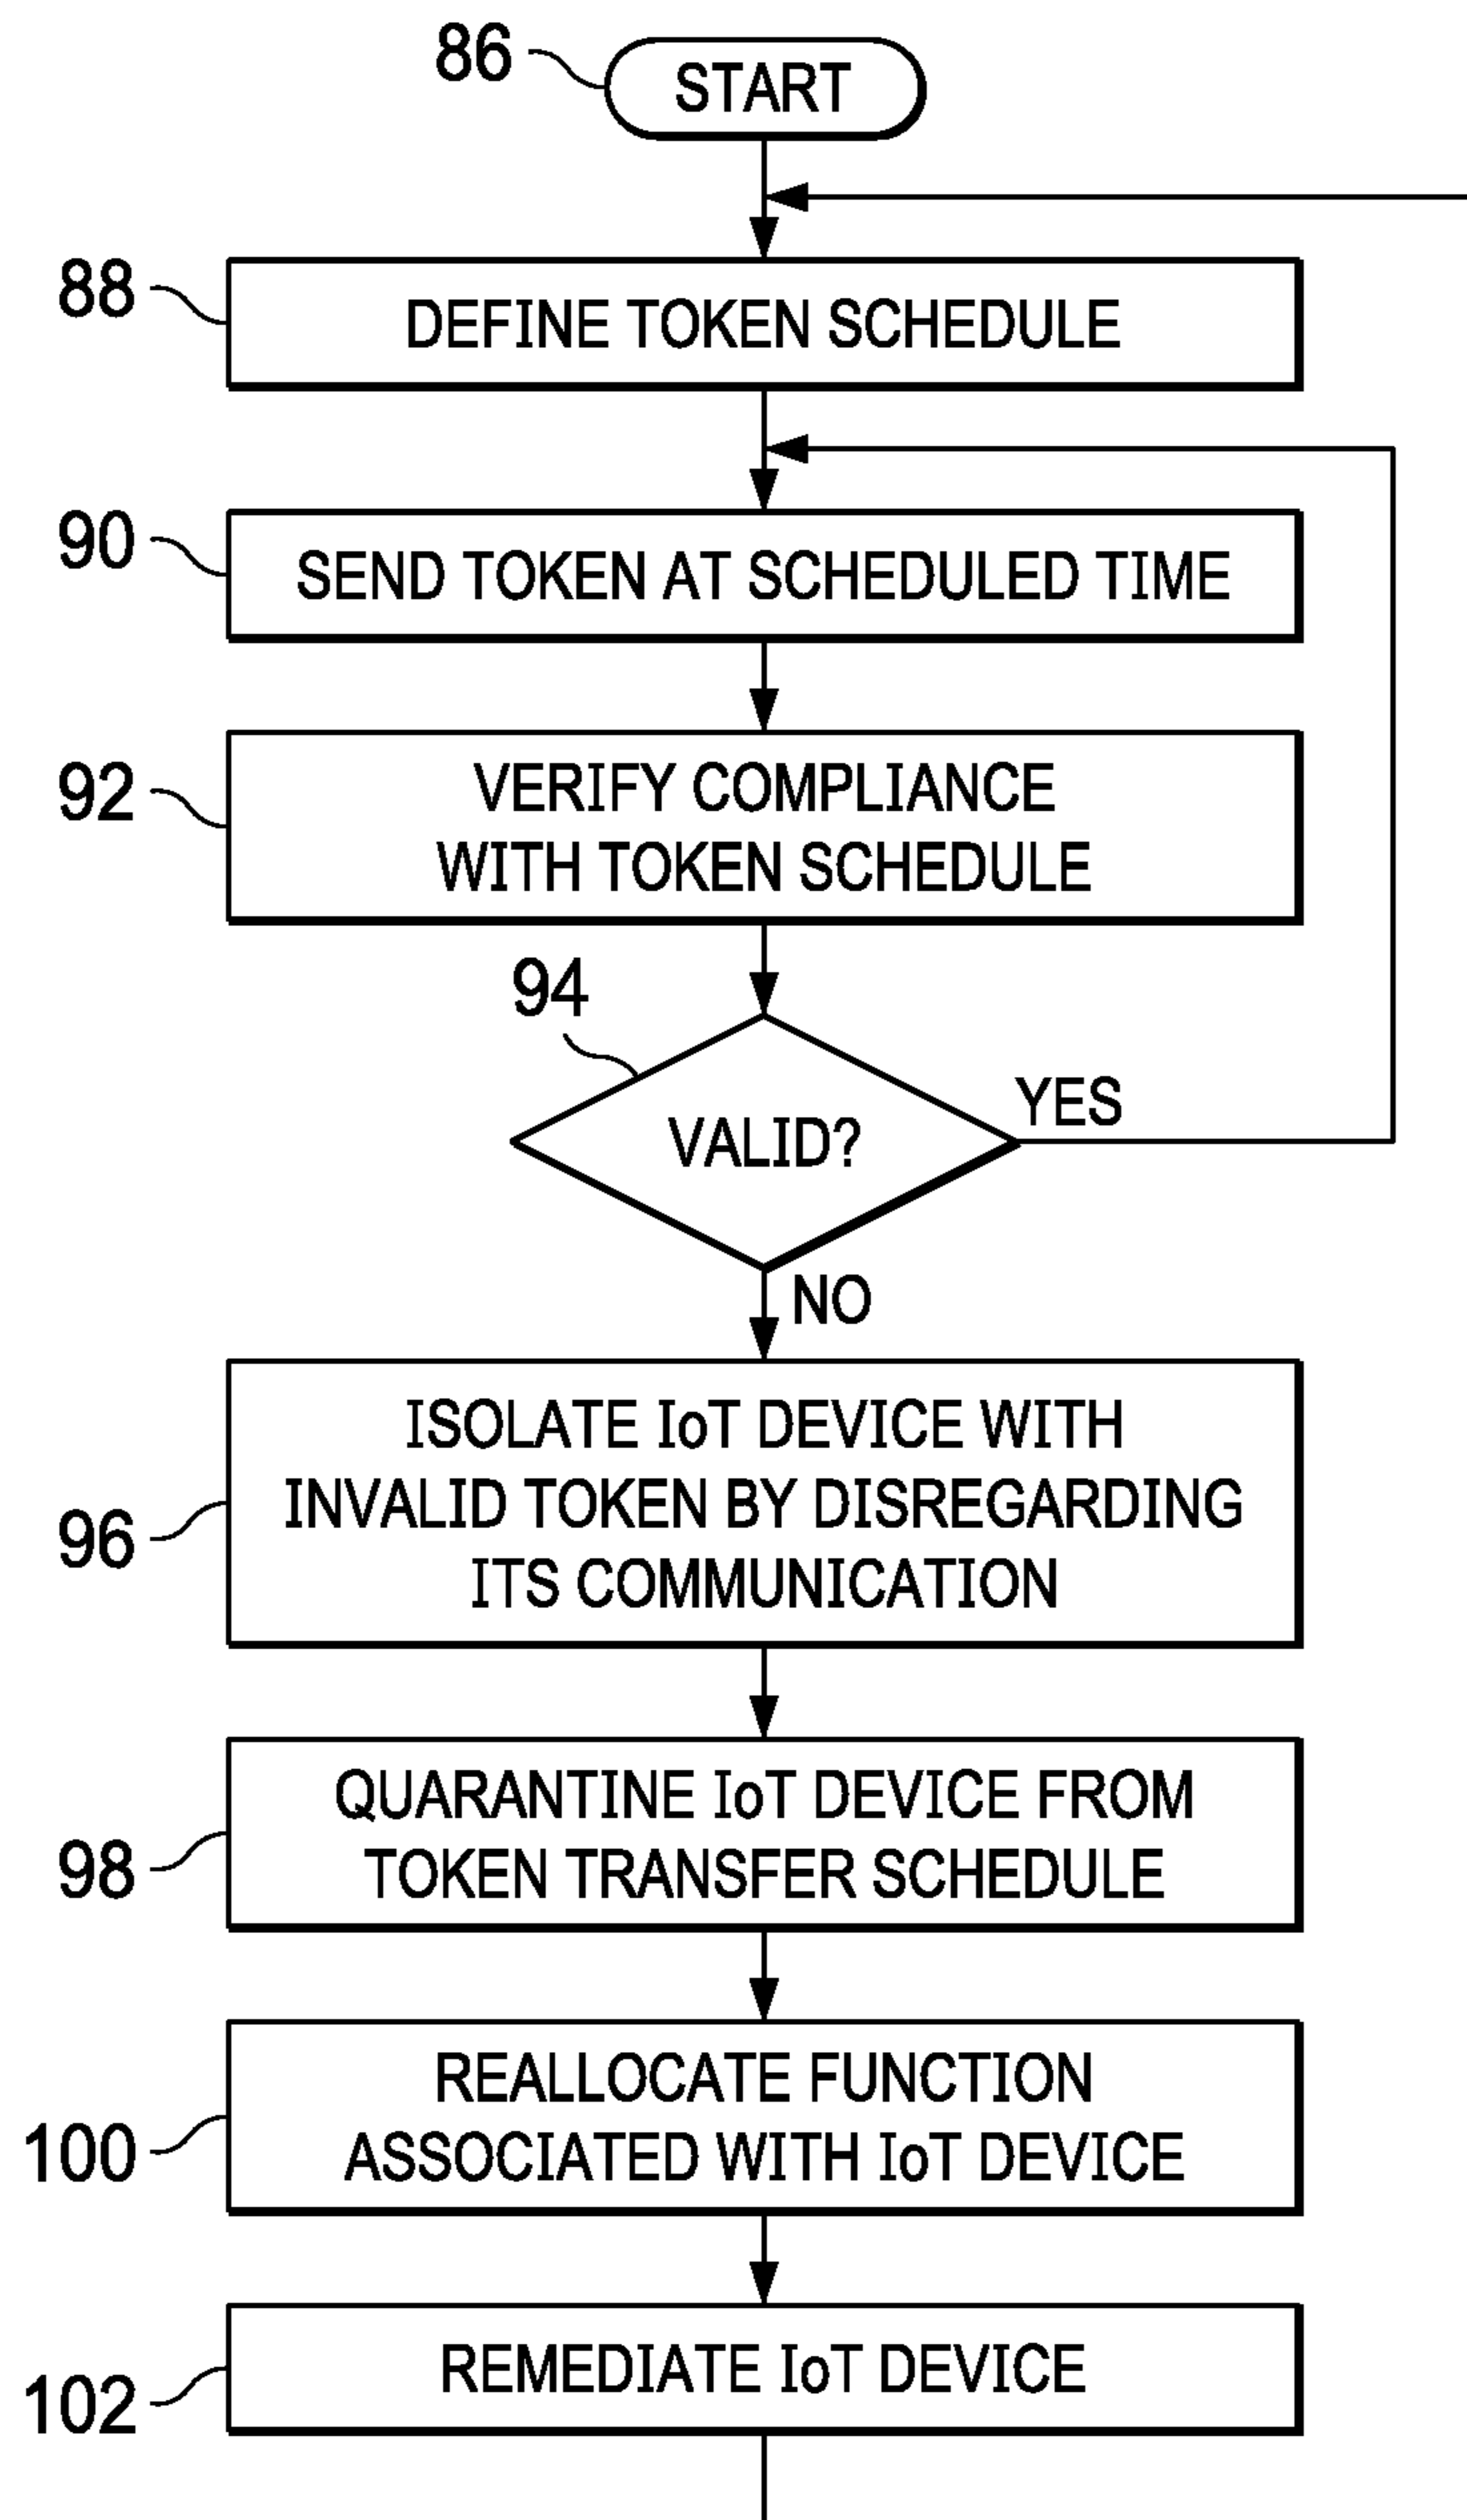 86
START
88
DEFINE TOKEN SCHEDULE
90
SEND TOKEN AT SCHEDULED TIME
92
VERIFY COMPLIANCE
WITH TOKEN SCHEDULE
94
VALID?
YES
NO
96
ISOLATE IoT DEVICE WITH
INVALID TOKEN BY DISREGARDING
ITS COMMUNICATION
98
QUARANTINE IoT DEVICE FROM
TOKEN TRANSFER SCHEDULE
100
REALLOCATE FUNCTION
ASSOCIATED WITH IoT DEVICE
102
REMEDIATE IoT DEVICE